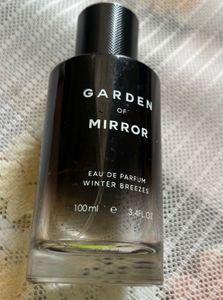 GARDEN
OF
MIRROR
EAU DE PARFUM
WINTER BREEZES
100ml e 3.4FL.OZ